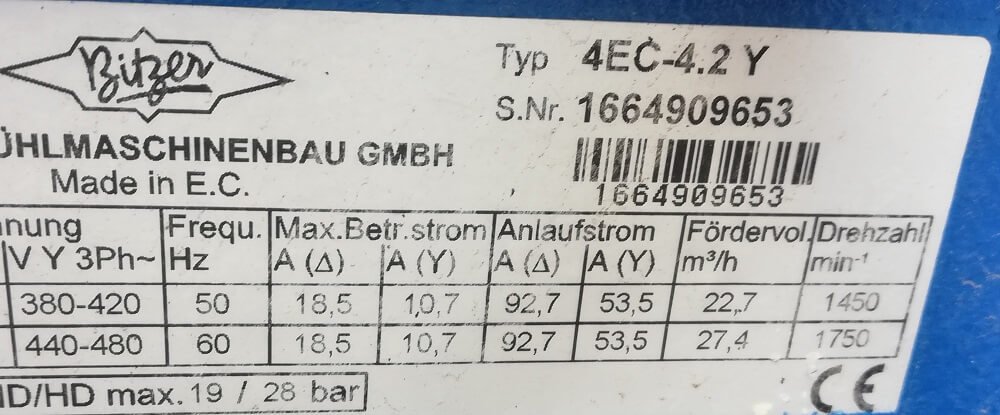 Bitzer
Typ 4EC-4.2 Y
S.Nr. 1664909653
ÜHLMASCHINENBAU GMBH
Made in E.C.
1664909653
nnung Frequ. Max.Betr.strom Anlaufstrom Fördervol. Drehzahl
V Y 3Ph~ Hz A (Δ) A (Y) A (Δ) A (Y) m³/h min⁻¹
380-420 50 18,5 10,7 92,7 53,5 22,7 1450
440-480 60 18,5 10,7 92,7 53,5 27,4 1750
ND/HD max. 19 / 28 bar
CE